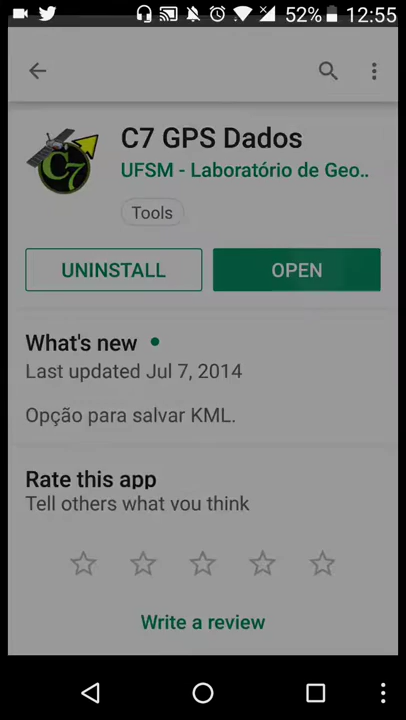 52% 12:55
C7 GPS Dados
C7
UFSM - Laboratório de Geo..
Tools
UNINSTALL
OPEN
What's new
Last updated Jul 7, 2014
Opção para salvar KML.
Rate this app
Tell others what you think
Write a review